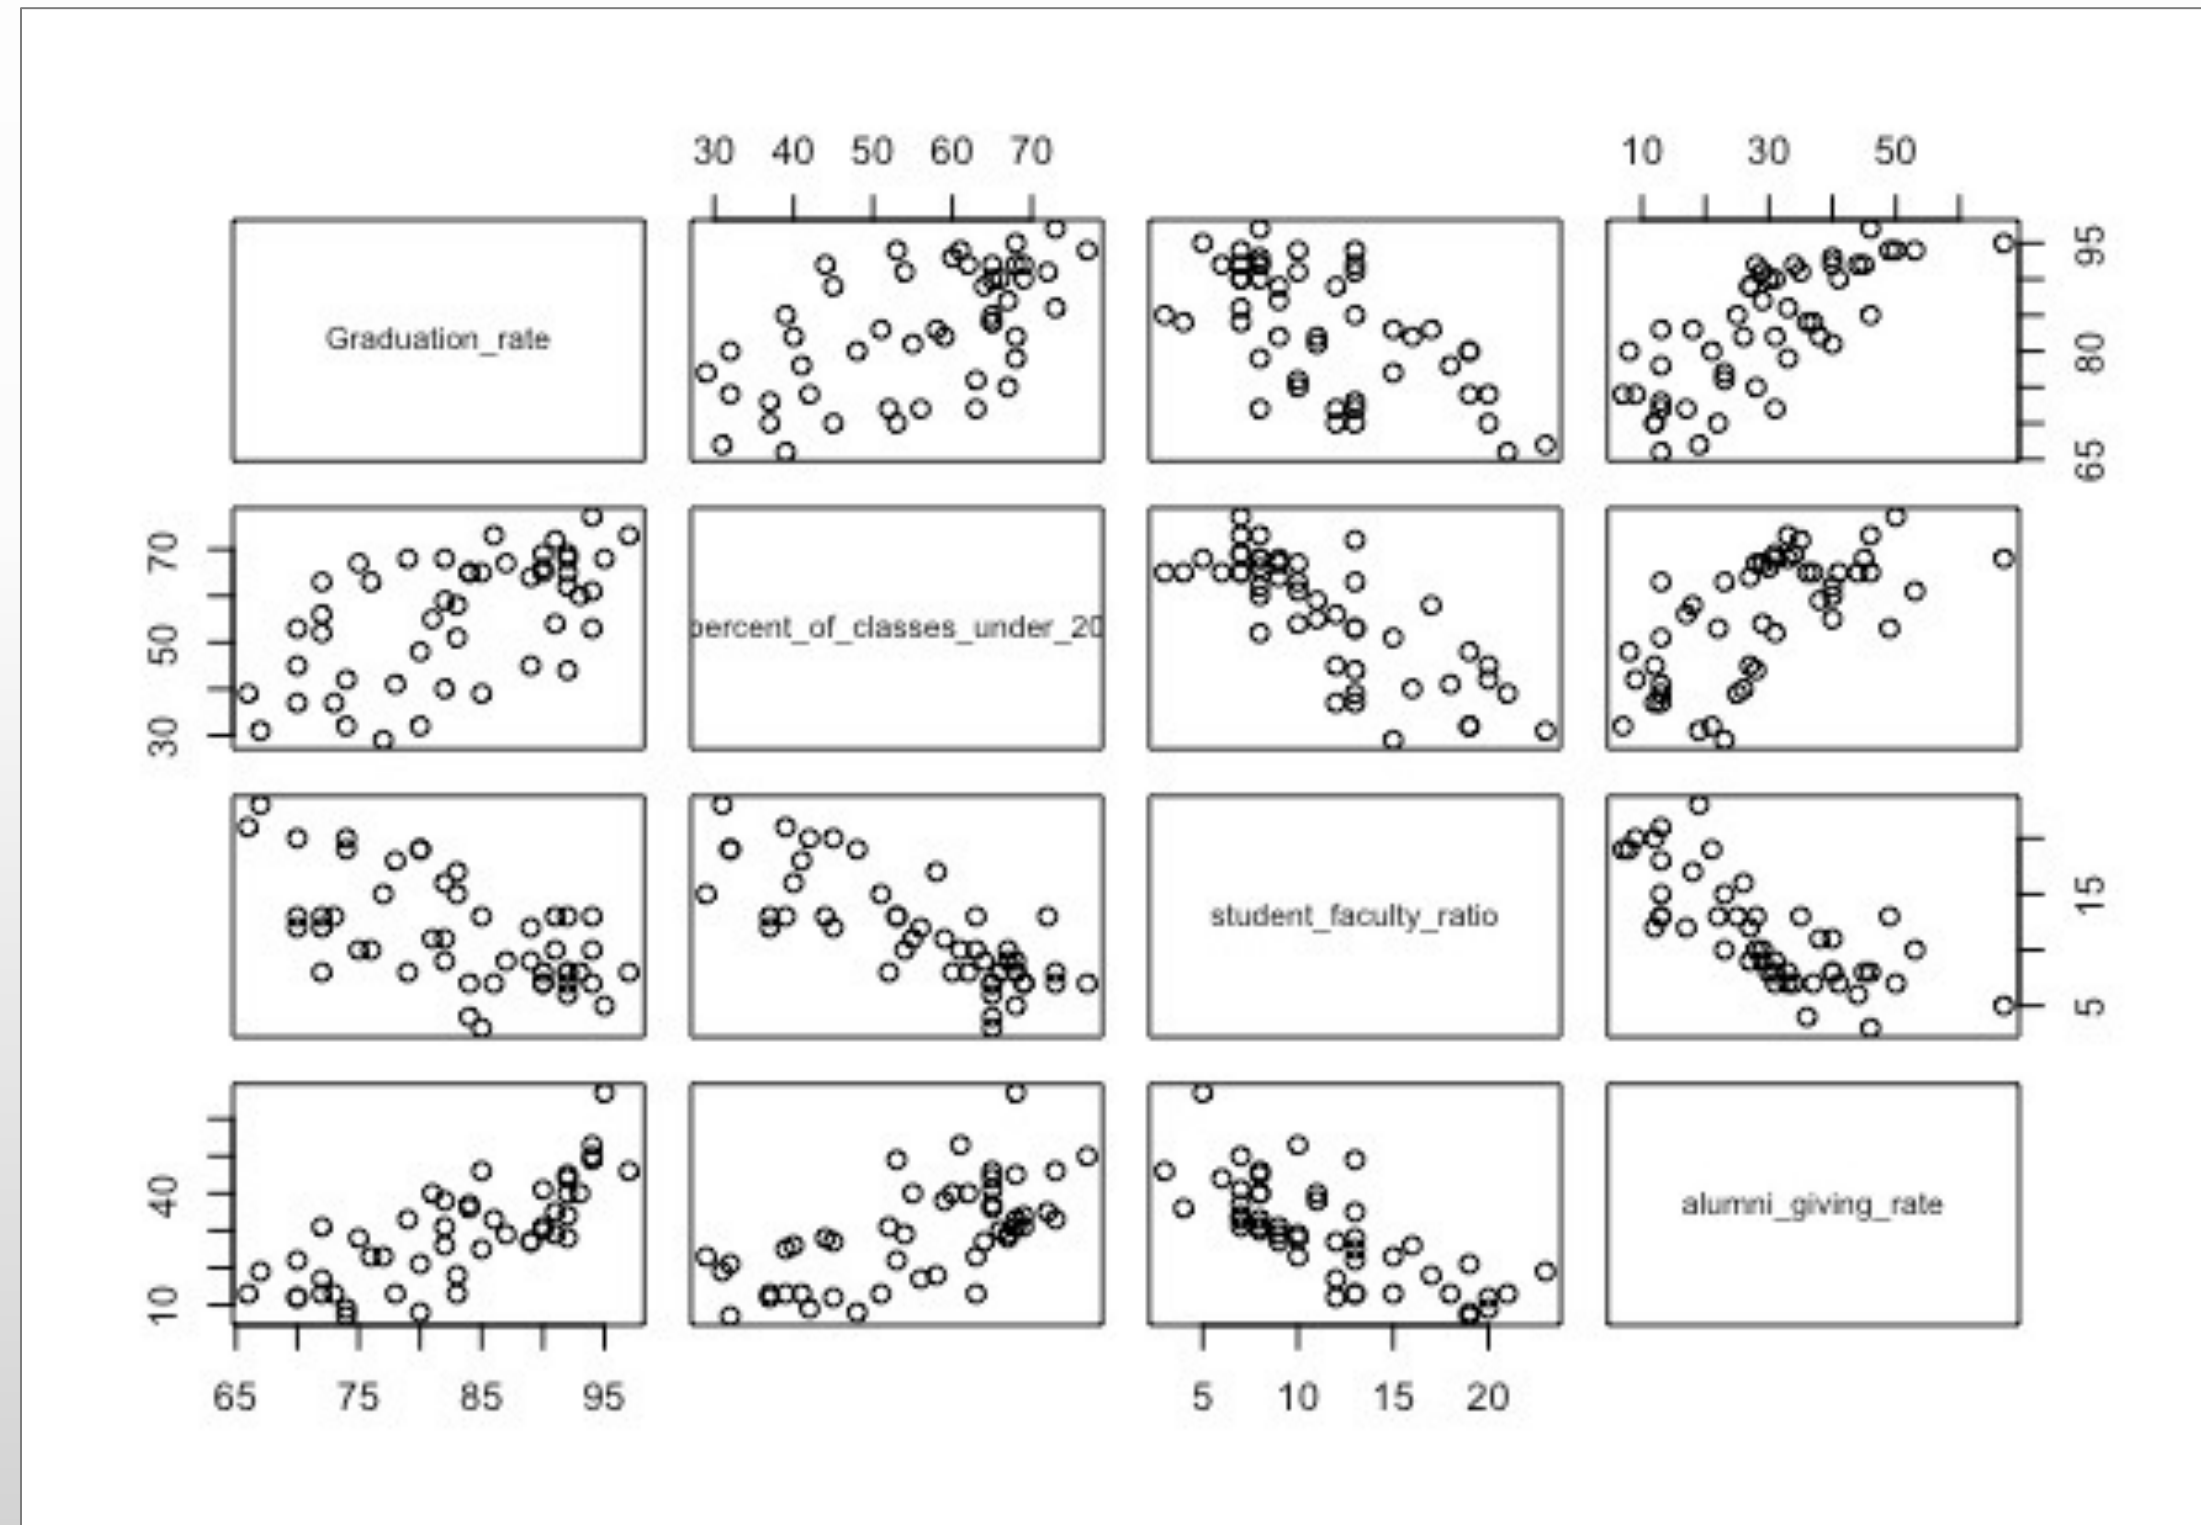 30 40 50 60 70
10 30 50
Graduation_rate
65 80 95
30 50 70
percent_of_classes_under_20
student_faculty_ratio
5 15
10 40
alumni_giving_rate
65 75 85 95
5 10 15 20